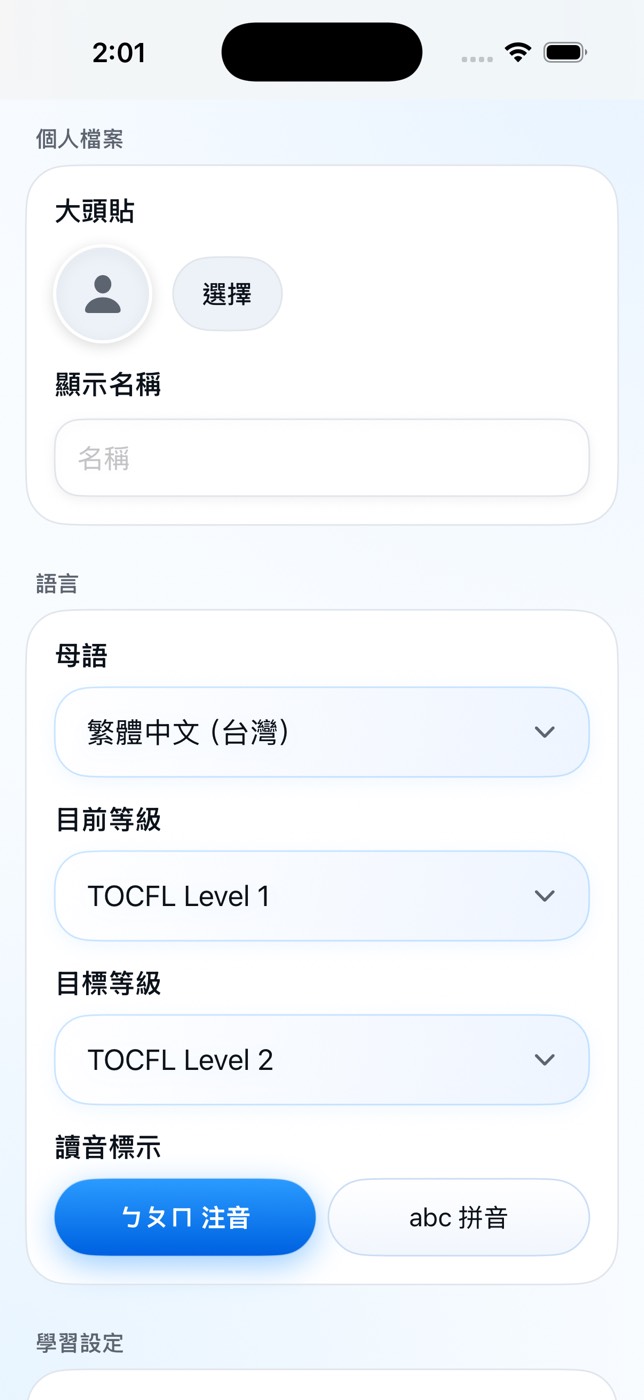 2:01
個人檔案
大頭貼
選擇
顯示名稱
名稱
語言
母語
繁體中文（台灣）
目前等級
TOCFL Level 1
目標等級
TOCFL Level 2
讀音標示
ㄅㄆㄇ 注音
abc 拼音
學習設定